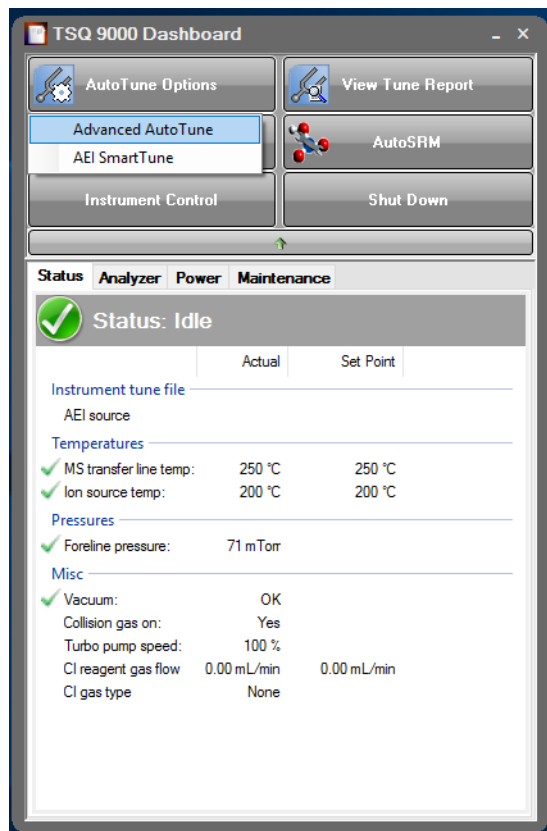 TSQ 9000 Dashboard
AutoTune Options
View Tune Report
Advanced AutoTune
AEI SmartTune
AutoSRM
Instrument Control
Shut Down
Status Analyzer Power Maintenance
Status: Idle
Actual Set Point
Instrument tune file
AEI source
Temperatures
MS transfer line temp: 250 °C 250 °C
Ion source temp: 200 °C 200 °C
Pressures
Foreline pressure: 71 mTorr
Misc
Vacuum: OK
Collision gas on: Yes
Turbo pump speed: 100 %
CI reagent gas flow 0.00 mL/min 0.00 mL/min
CI gas type None